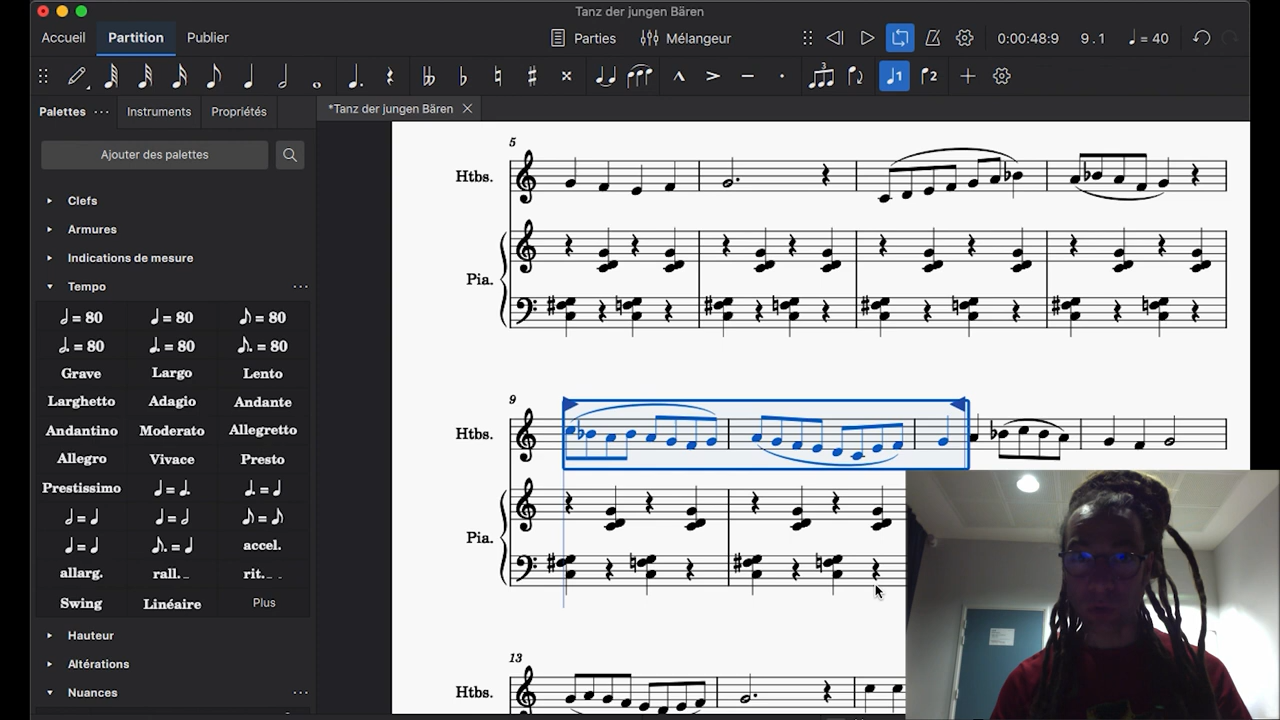 Tanz der jungen Bären
Accueil Partition Publier Parties Mélangeur 0:00:48:9 9.1 = 40
3
1 2
Palettes ··· Instruments Propriétés *Tanz der jungen Bären
Ajouter des palettes
Clefs
Armures
Indications de mesure
Tempo ···
= 80 = 80 = 80
= 80 = 80 = 80
Grave Largo Lento
Larghetto Adagio Andante
Andantino Moderato Allegretto
Allegro Vivace Presto
Prestissimo = =
= = =
= = accel.
allarg. rall. rit.
Swing Linéaire Plus
Hauteur
Altérations
Nuances ···
5
Htbs.
Pia.
9
Htbs.
Pia.
13
Htbs.